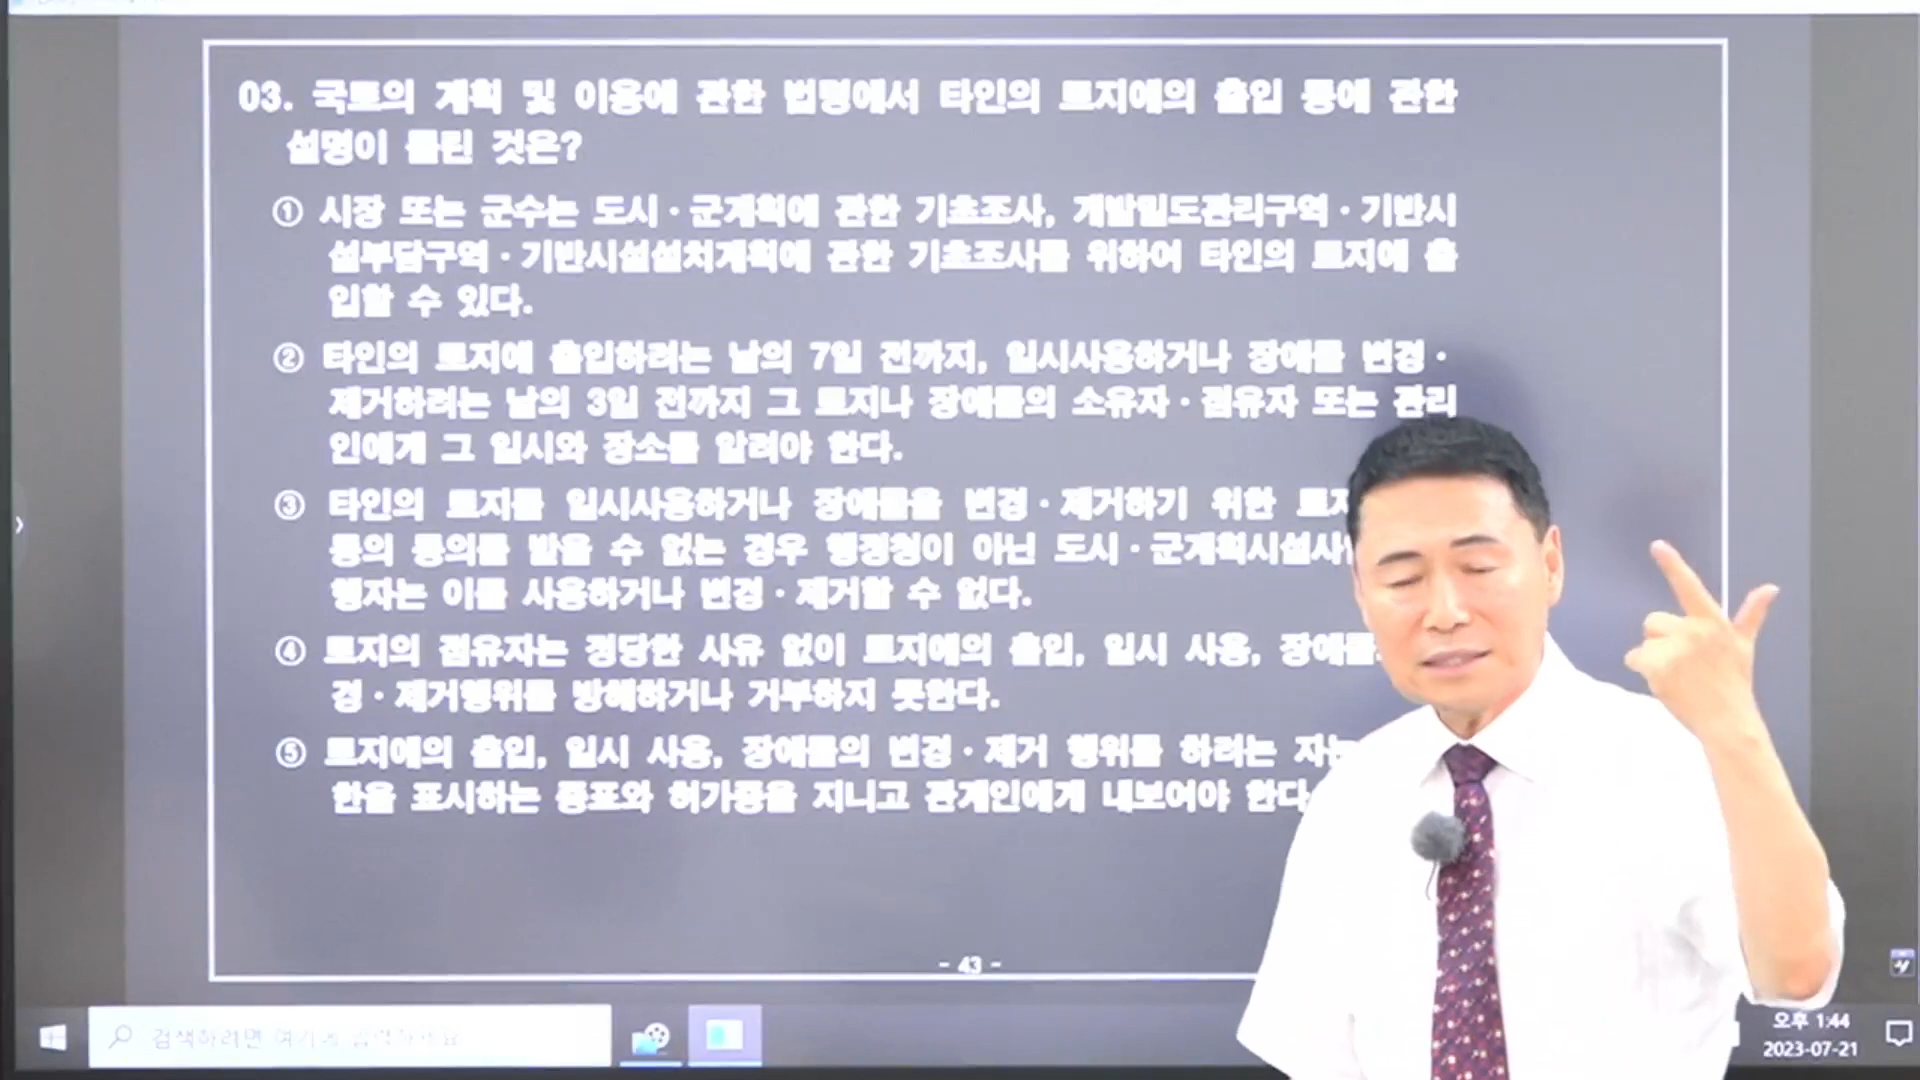 03. 국토의 계획 및 이용에 관한 법령에서 타인의 토지에의 출입 등에 관한
설명이 틀린 것은?
① 시장 또는 군수는 도시·군계획에 관한 기초조사, 개발밀도관리구역·기반시
설부담구역·기반시설설치계획에 관한 기초조사를 위하여 타인의 토지에 출
입할 수 있다.
② 타인의 토지에 출입하려는 날의 7일 전까지, 일시사용하거나 장애물 변경·
제거하려는 날의 3일 전까지 그 토지나 장애물의 소유자·점유자 또는 관리
인에게 그 일시와 장소를 알려야 한다.
③ 타인의 토지를 일시사용하거나 장애물을 변경·제거하기 위한
등의 동의를 받을 수 없는 경우 행정청이 아닌
행자는 이를 사용하거나 변경·제거할 수 없다.
④ 토지의 점유자는 정당한 사유 없이 토지에의 출입, 일시 사용,
경·제거행위를 방해하거나 거부하지 못한다.
⑤ 토지에의 출입, 일시 사용, 장애물의 변경·제거 행위를 하려는 자는
한을 표시하는 증표와 허가증을 지니고 관계인에게 내보여야 한다
- 43 -
검색하려면 여기에 입력하세요
오후 1:44
2023-07-21